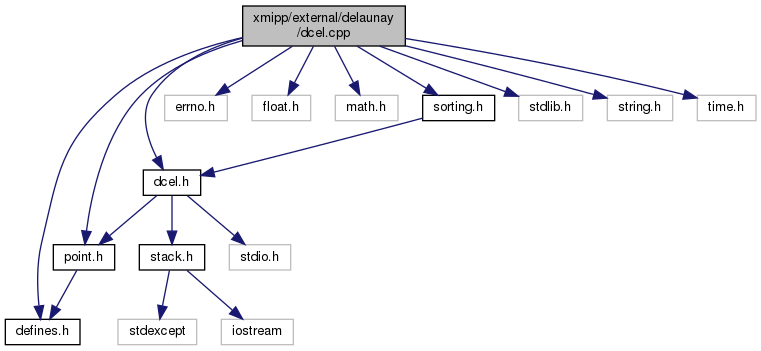 xmipp/external/delaunay
/dcel.cpp
errno.h
float.h
math.h
sorting.h
stdlib.h
string.h
time.h
dcel.h
point.h
stack.h
stdio.h
defines.h
stdexcept
iostream